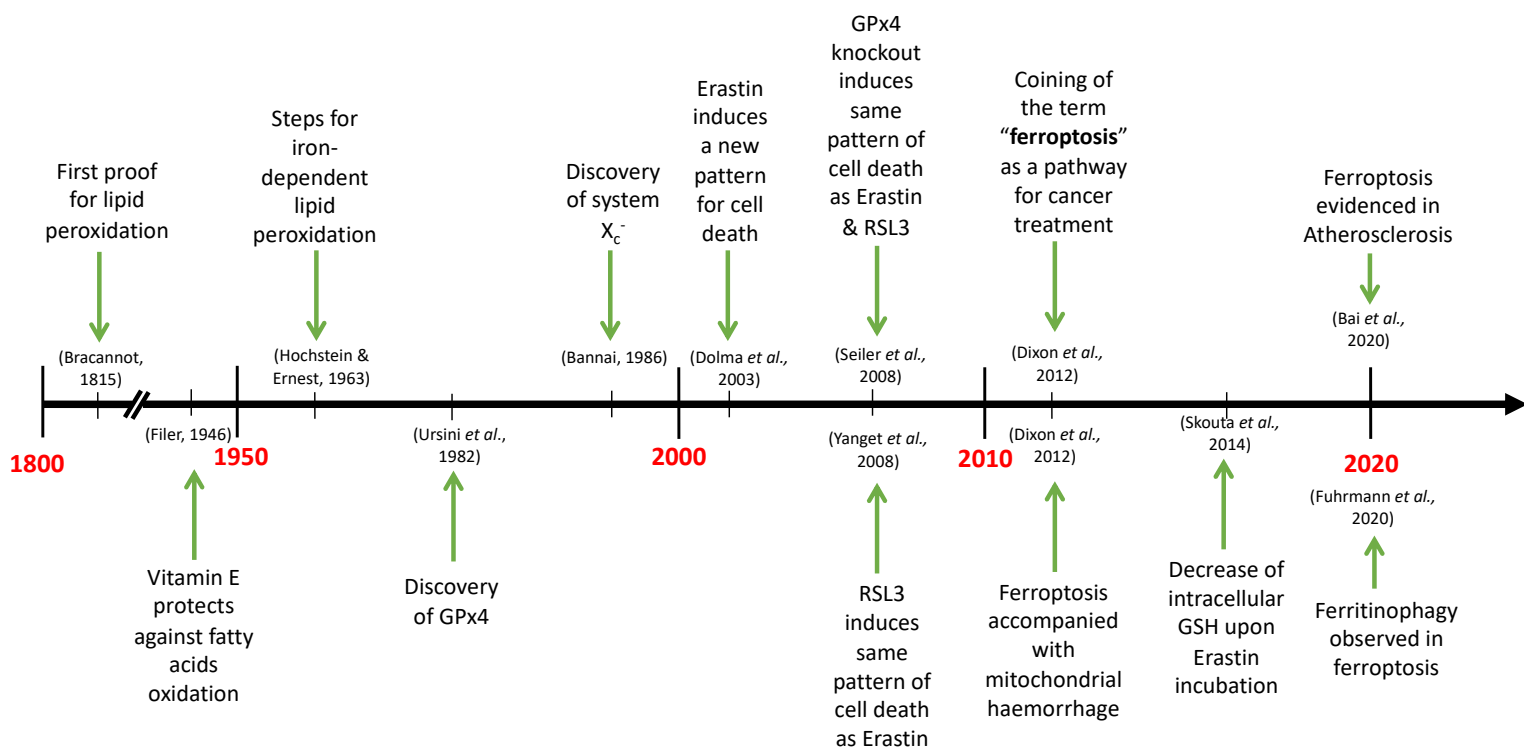 First proof
for lipid
peroxidation
(Bracannot,
1815)
Steps for
iron-
dependent
lipid
peroxidation
(Hochstein &
Ernest, 1963)
Discovery
of system
Xc-
(Bannai, 1986)
Erastin
induces
a new
pattern
for cell
death
(Dolma et al.,
2003)
GPx4
knockout
induces
same
pattern of
cell death
as Erastin
& RSL3
(Seiler et al.,
2008)
Coining of
the term
“ferroptosis”
as a pathway
for cancer
treatment
(Dixon et al.,
2012)
Ferroptosis
evidenced in
Atherosclerosis
(Bai et al.,
2020)
1800
1950
2000
2010
2020
(Filer, 1946)
Vitamin E
protects
against fatty
acids
oxidation
(Ursini et al.,
1982)
Discovery
of GPx4
(Yanget et al.,
2008)
RSL3
induces
same
pattern of
cell death
as Erastin
(Dixon et al.,
2012)
Ferroptosis
accompanied
with
mitochondrial
haemorrhage
(Skouta et al.,
2014)
Decrease of
intracellular
GSH upon
Erastin
incubation
(Fuhrmann et al.,
2020)
Ferritinophagy
observed in
ferroptosis